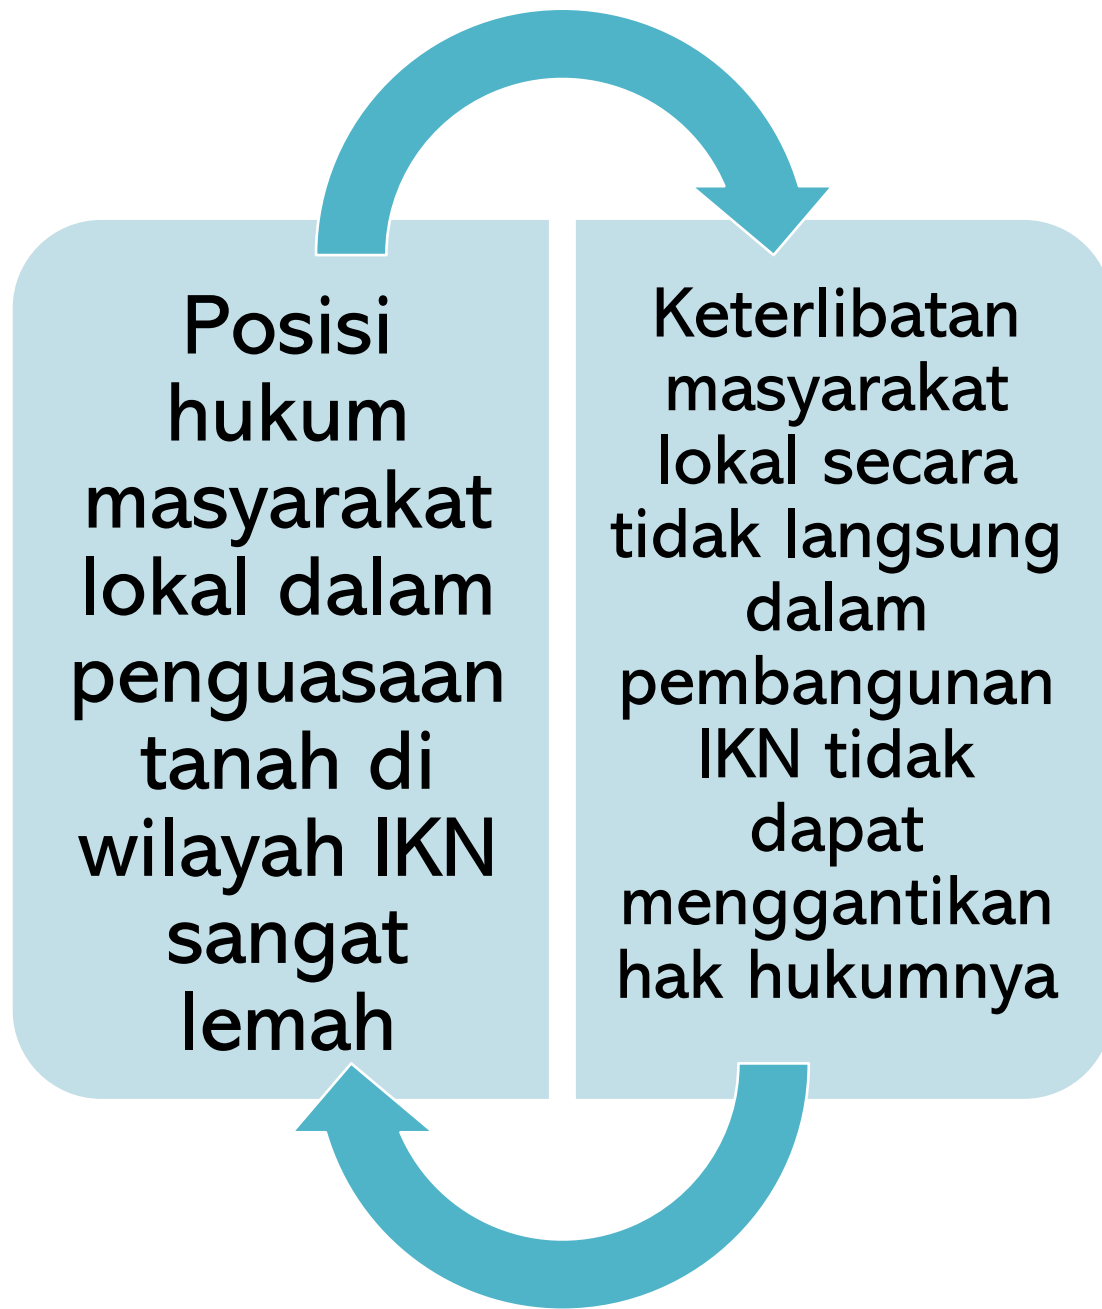 Posisi
hukum
masyarakat
lokal dalam
penguasaan
tanah di
wilayah IKN
sangat
lemah
Keterlibatan
masyarakat
lokal secara
tidak langsung
dalam
pembangunan
IKN tidak
dapat
menggantikan
hak hukumnya